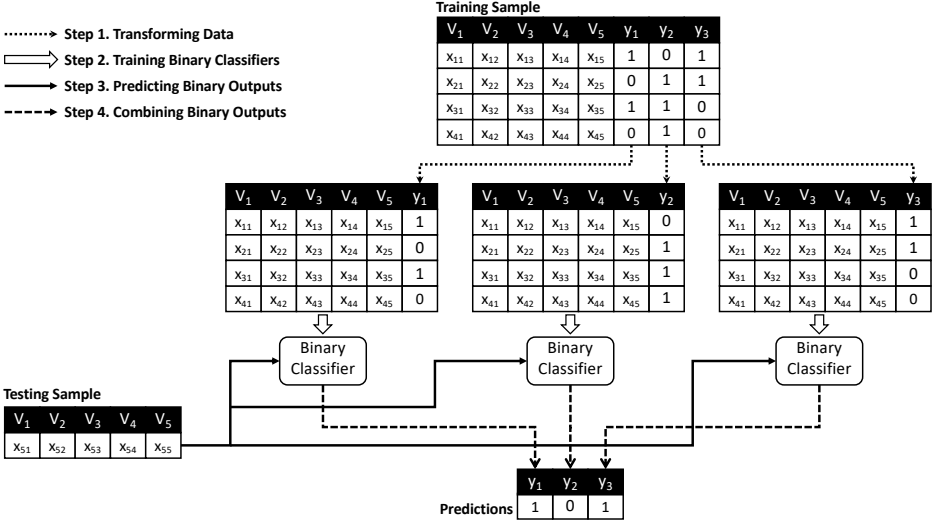 Training Sample
V1 V2 V3 V4 V5 y1 y2 y3
x11 x12 x13 x14 x15 1 0 1
x21 x22 x23 x24 x25 0 1 1
x31 x32 x33 x34 x35 1 1 0
x41 x42 x43 x44 x45 0 1 0
Step 1. Transforming Data
Step 2. Training Binary Classifiers
Step 3. Predicting Binary Outputs
Step 4. Combining Binary Outputs
V1 V2 V3 V4 V5 y1
x11 x12 x13 x14 x15 1
x21 x22 x23 x24 x25 0
x31 x32 x33 x34 x35 1
x41 x42 x43 x44 x45 0
V1 V2 V3 V4 V5 y2
x11 x12 x13 x14 x15 0
x21 x22 x23 x24 x25 1
x31 x32 x33 x34 x35 1
x41 x42 x43 x44 x45 1
V1 V2 V3 V4 V5 y3
x11 x12 x13 x14 x15 1
x21 x22 x23 x24 x25 1
x31 x32 x33 x34 x35 0
x41 x42 x43 x44 x45 0
Binary
Classifier
Binary
Classifier
Binary
Classifier
Testing Sample
V1 V2 V3 V4 V5
x51 x52 x53 x54 x55
y1 y2 y3
Predictions 1 0 1